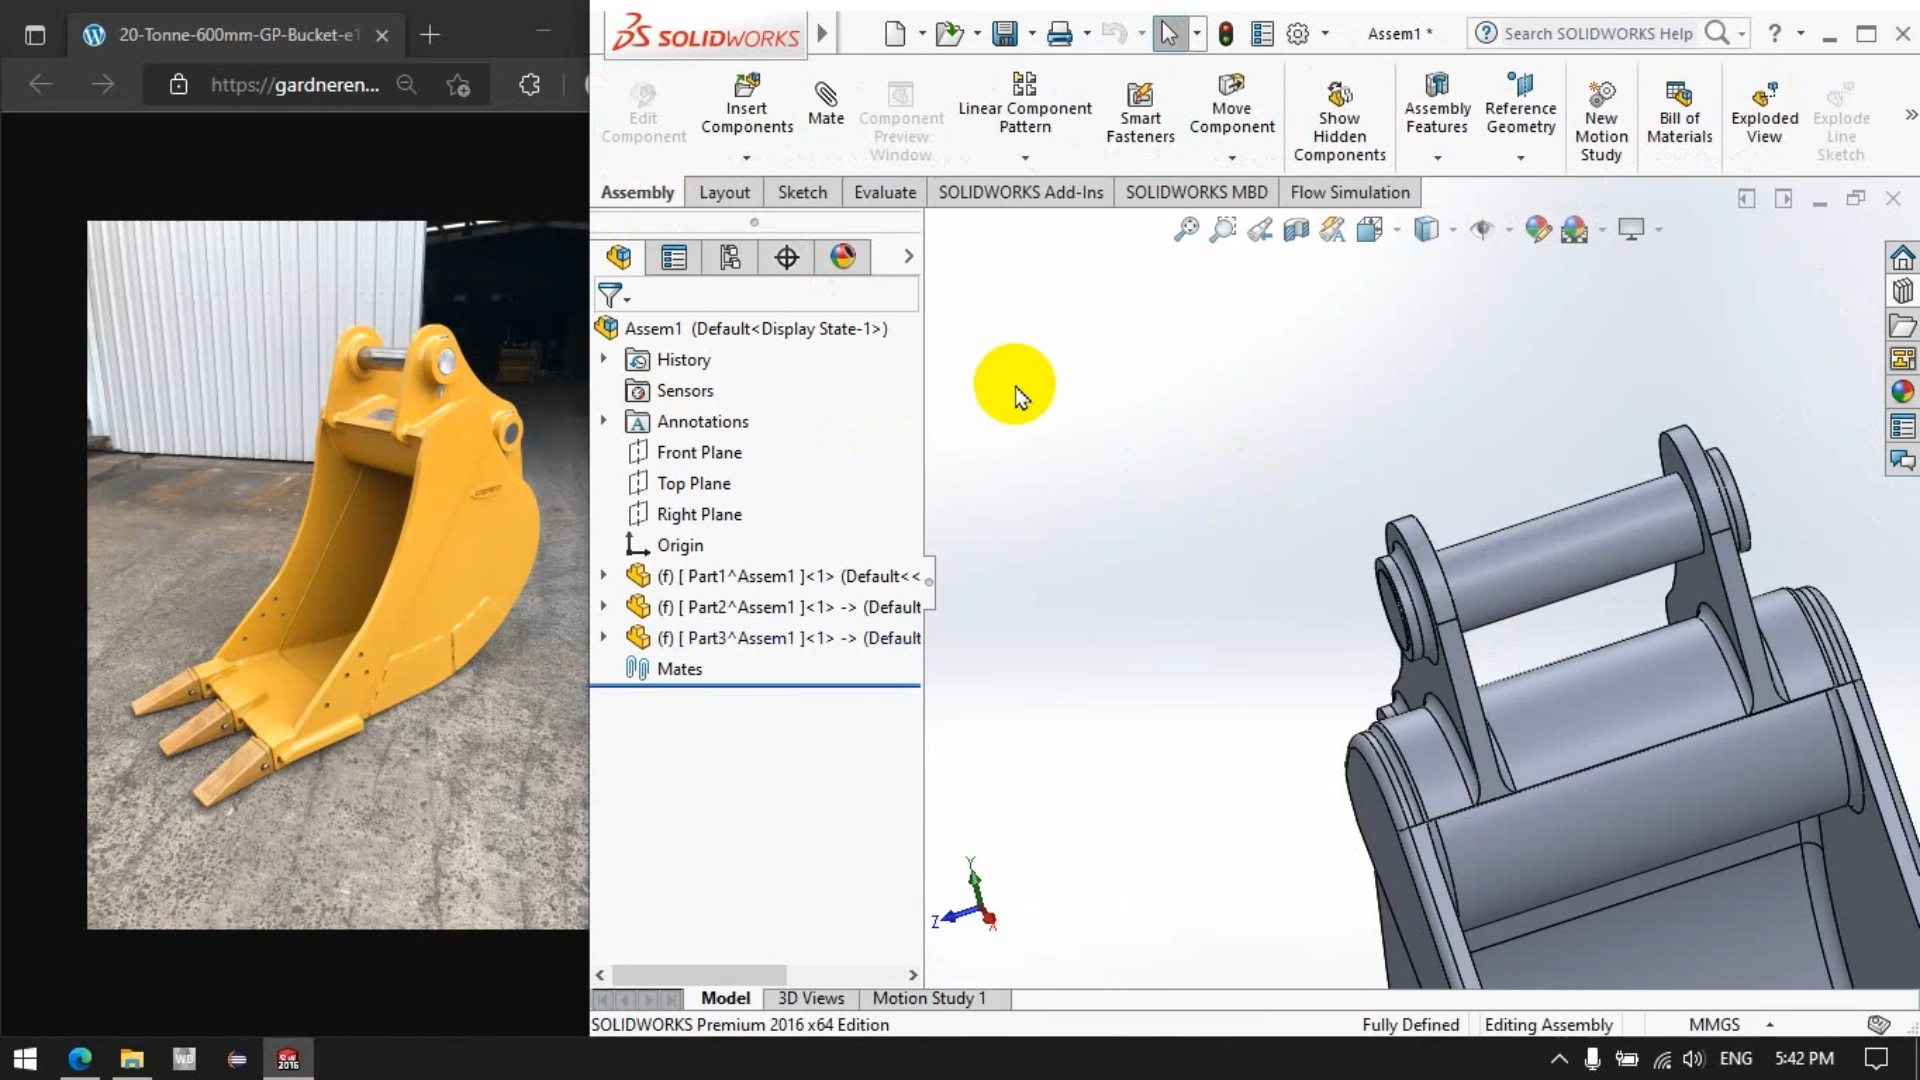 20-Tonne-600mm-GP-Bucket-e1
https://gardneren...
SOLIDWORKS
Assem1 *
Search SOLIDWORKS Help
?
Edit
Component
Insert
Components
Mate
Component
Preview
Window
Linear Component
Pattern
Smart
Fasteners
Move
Component
Show
Hidden
Components
Assembly
Features
Reference
Geometry
New
Motion
Study
Bill of
Materials
Exploded
View
Explode
Line
Sketch
Assembly
Layout
Sketch
Evaluate
SOLIDWORKS Add-Ins
SOLIDWORKS MBD
Flow Simulation
Assem1 (Default<Display State-1>)
History
Sensors
Annotations
Front Plane
Top Plane
Right Plane
Origin
(f) [ Part1^Assem1 ]<1> (Default<<
(f) [ Part2^Assem1 ]<1> -> (Default
(f) [ Part3^Assem1 ]<1> -> (Default
Mates
Y
Z
X
Model
3D Views
Motion Study 1
SOLIDWORKS Premium 2016 x64 Edition
Fully Defined
Editing Assembly
MMGS
WB
SW
2016
ENG
5:42 PM